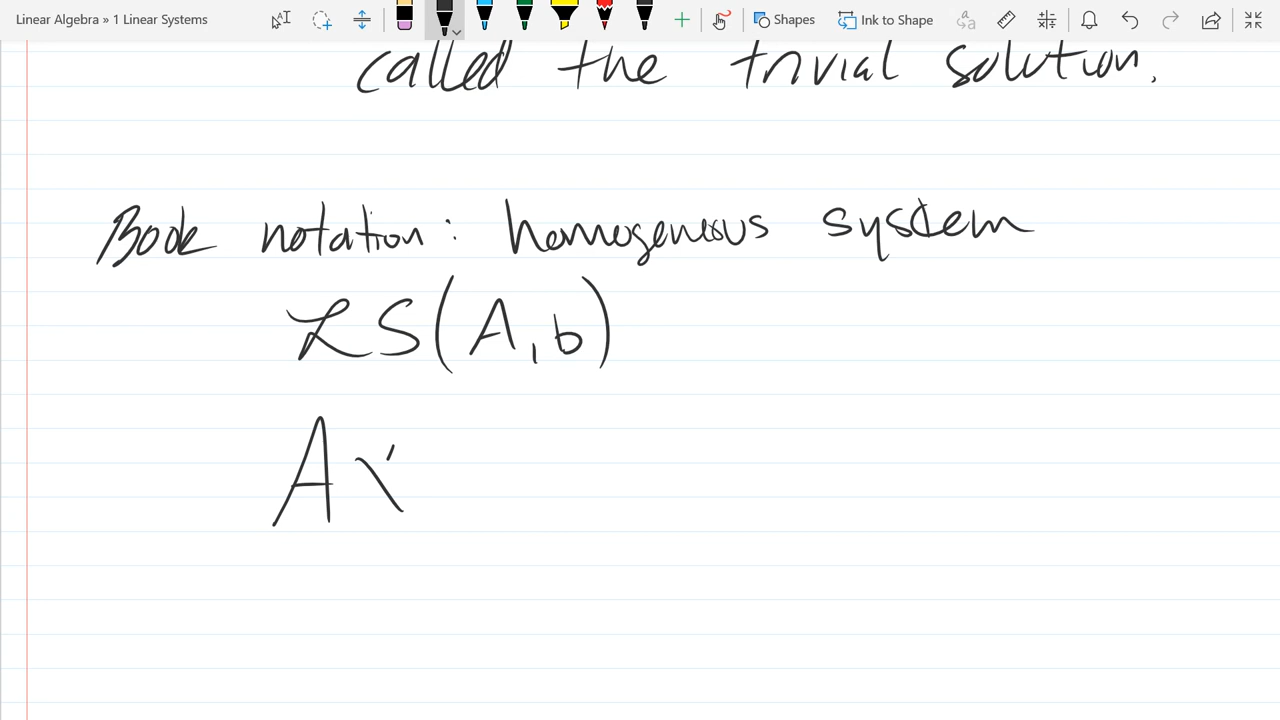 Linear Algebra » 1 Linear Systems Shapes Ink to Shape
called the trivial solution.
Book notation: homogeneous system
LS(A,b)
Ax